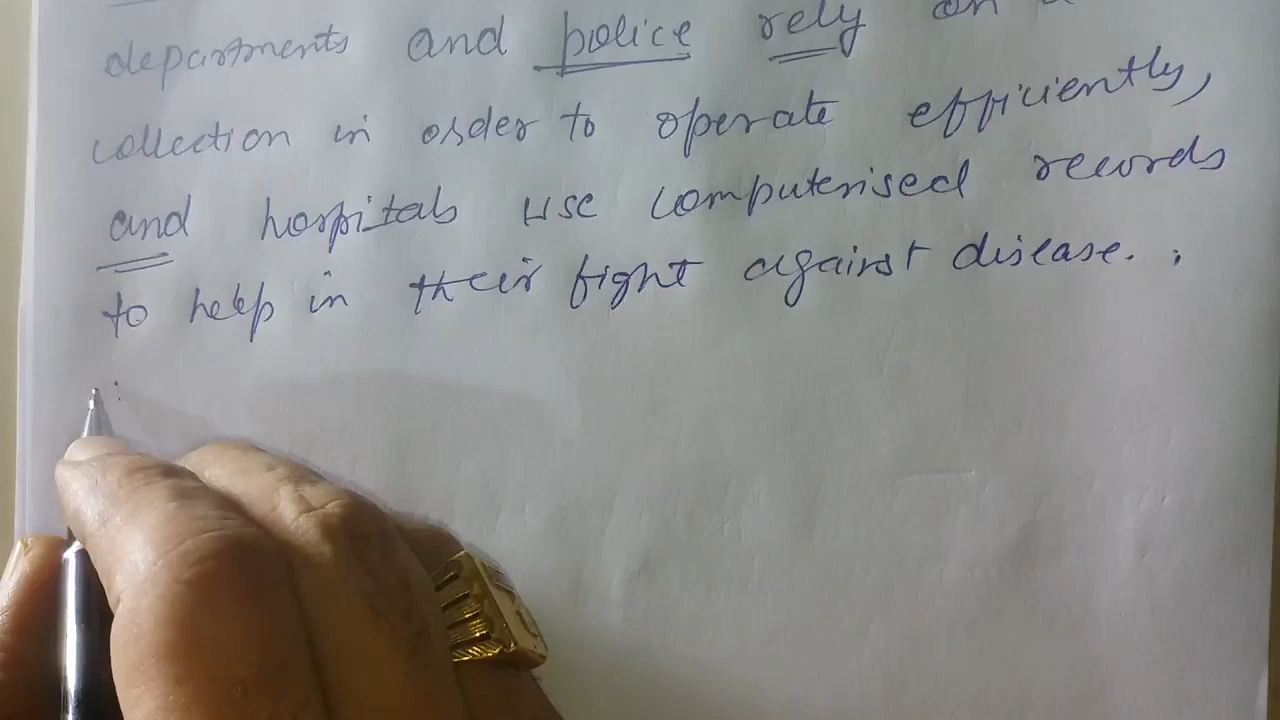 departments and police rely on
collection in order to operate efficiently,
and hospitals use computerised records
to help in their fight against disease.